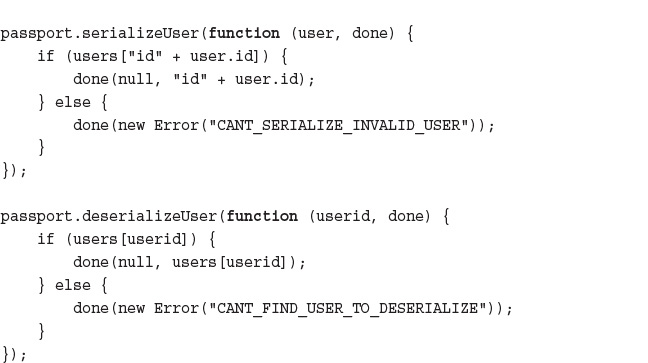 passport.serializeUser(function (user, done) {
    if (users["id" + user.id]) {
        done(null, "id" + user.id);
    } else {
        done(new Error("CANT_SERIALIZE_INVALID_USER"));
    }
});

passport.deserializeUser(function (userid, done) {
    if (users[userid]) {
        done(null, users[userid]);
    } else {
        done(new Error("CANT_FIND_USER_TO_DESERIALIZE"));
    }
});